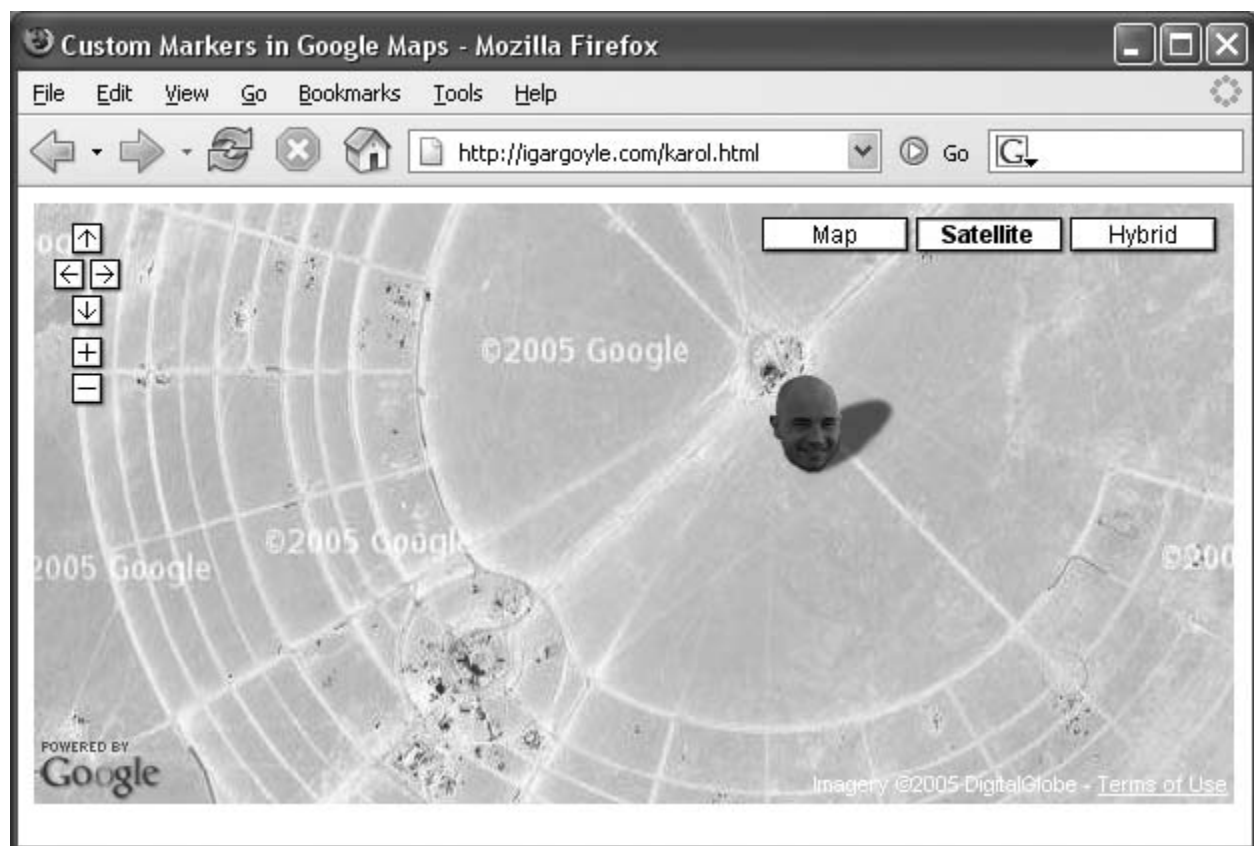 Custom Markers in Google Maps - Mozilla Firefox
File Edit View Go Bookmarks Tools Help
http://igargoyle.com/karol.html Go G
Map Satellite Hybrid
©2005 Google
©2005 Google
2005 Google
©200
POWERED BY
Google
Imagery ©2005 DigitalGlobe - Terms of Use